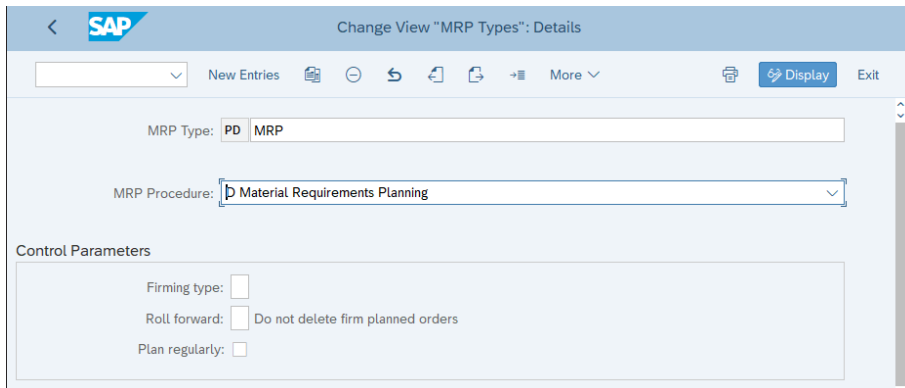 SAP Change View "MRP Types": Details
New Entries More Display Exit
MRP Type: PD MRP
MRP Procedure: D Material Requirements Planning
Control Parameters
Firming type:
Roll forward: Do not delete firm planned orders
Plan regularly: